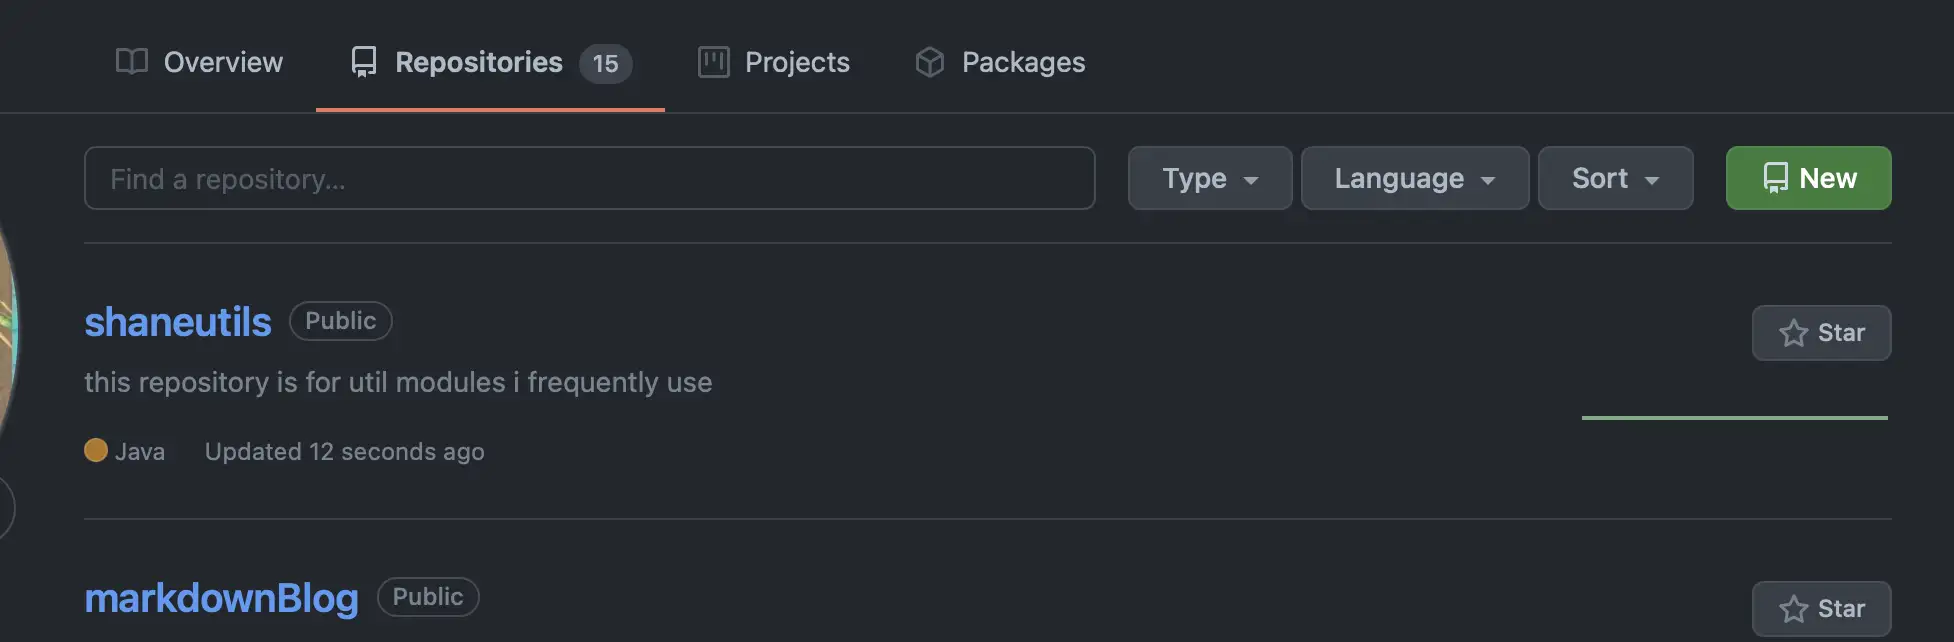 Overview Repositories 15 Projects Packages
Find a repository... Type Language Sort New
shaneutils Public Star
this repository is for util modules i frequently use
Java Updated 12 seconds ago
markdownBlog Public Star